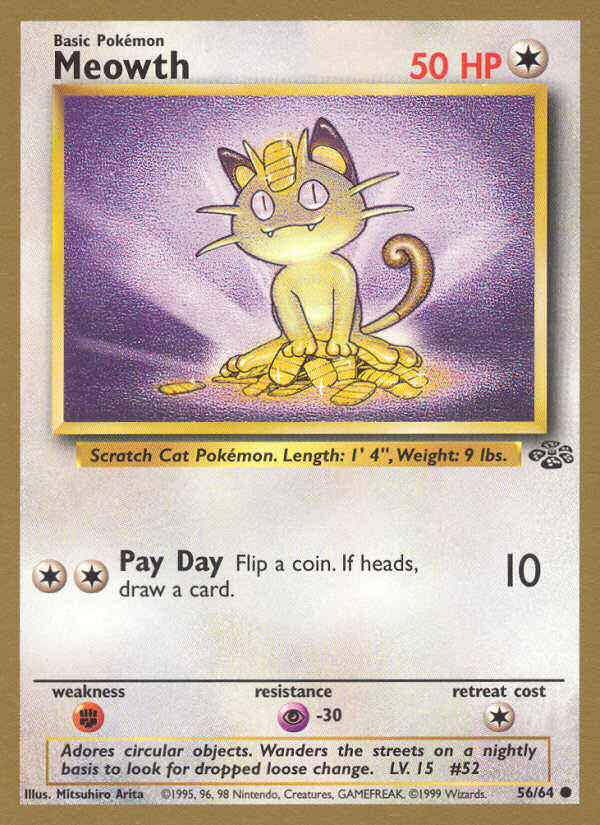 Basic Pokémon
Meowth
50 HP
Scratch Cat Pokémon. Length: 1' 4", Weight: 9 lbs.
Pay Day Flip a coin. If heads,
draw a card.
10
weakness resistance retreat cost
-30
Adores circular objects. Wanders the streets on a nightly
basis to look for dropped loose change. LV. 15 #52
Illus. Mitsuhiro Arita ©1995, 96, 98 Nintendo, Creatures, GAMEFREAK. ©1999 Wizards. 56/64